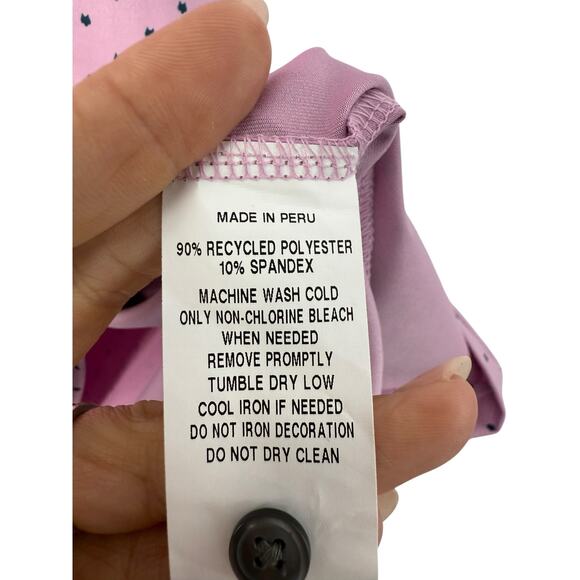 MADE IN PERU
90% RECYCLED POLYESTER
10% SPANDEX
MACHINE WASH COLD
ONLY NON-CHLORINE BLEACH
WHEN NEEDED
REMOVE PROMPTLY
TUMBLE DRY LOW
COOL IRON IF NEEDED
DO NOT IRON DECORATION
DO NOT DRY CLEAN